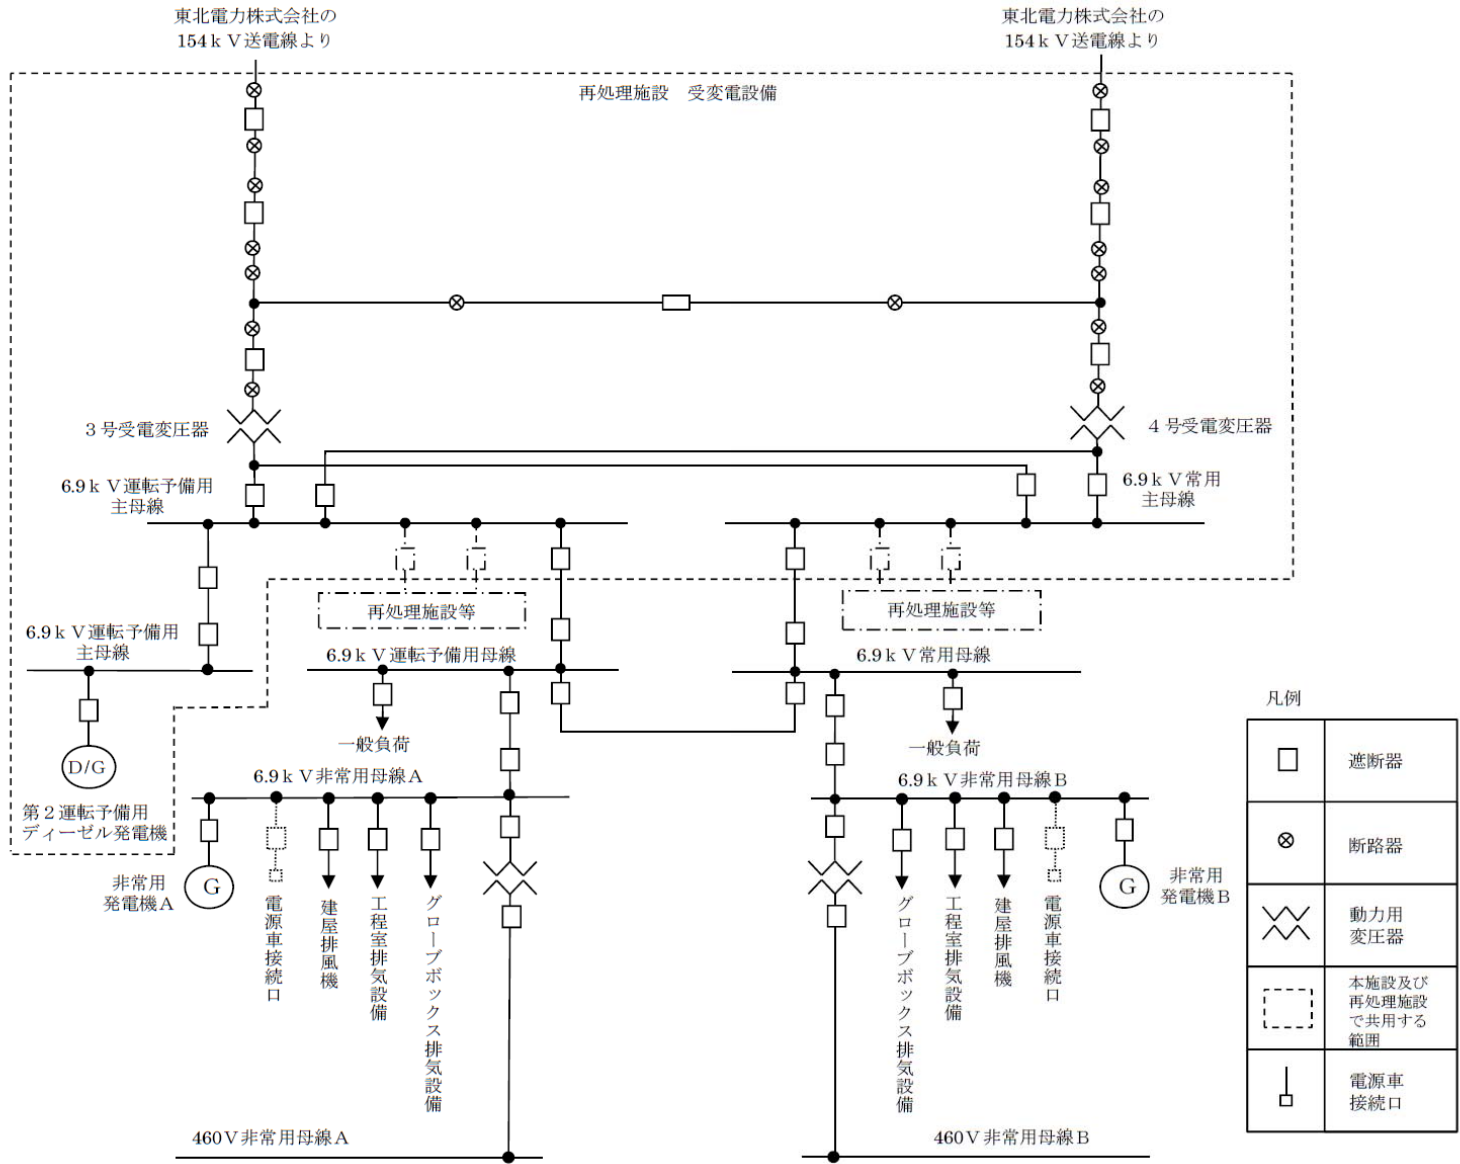 東北電力株式会社の
154kV送電線より
東北電力株式会社の
154kV送電線より
再処理施設　受変電設備
3号受電変圧器
4号受電変圧器
6.9kV運転予備用
主母線
6.9kV常用
主母線
再処理施設等
再処理施設等
6.9kV運転予備用
主母線
6.9kV運転予備用母線
6.9kV常用母線
一般負荷
一般負荷
D/G
第2運転予備用
ディーゼル発電機
6.9kV非常用母線A
6.9kV非常用母線B
G
非常用
発電機A
電源車接続口
建屋排風機
工程室排気設備
グローブボックス排気設備
グローブボックス排気設備
工程室排気設備
建屋排風機
電源車接続口
G
非常用
発電機B
460V非常用母線A
460V非常用母線B
凡例
遮断器
断路器
動力用
変圧器
本施設及び
再処理施設
で共用する
範囲
電源車
接続口